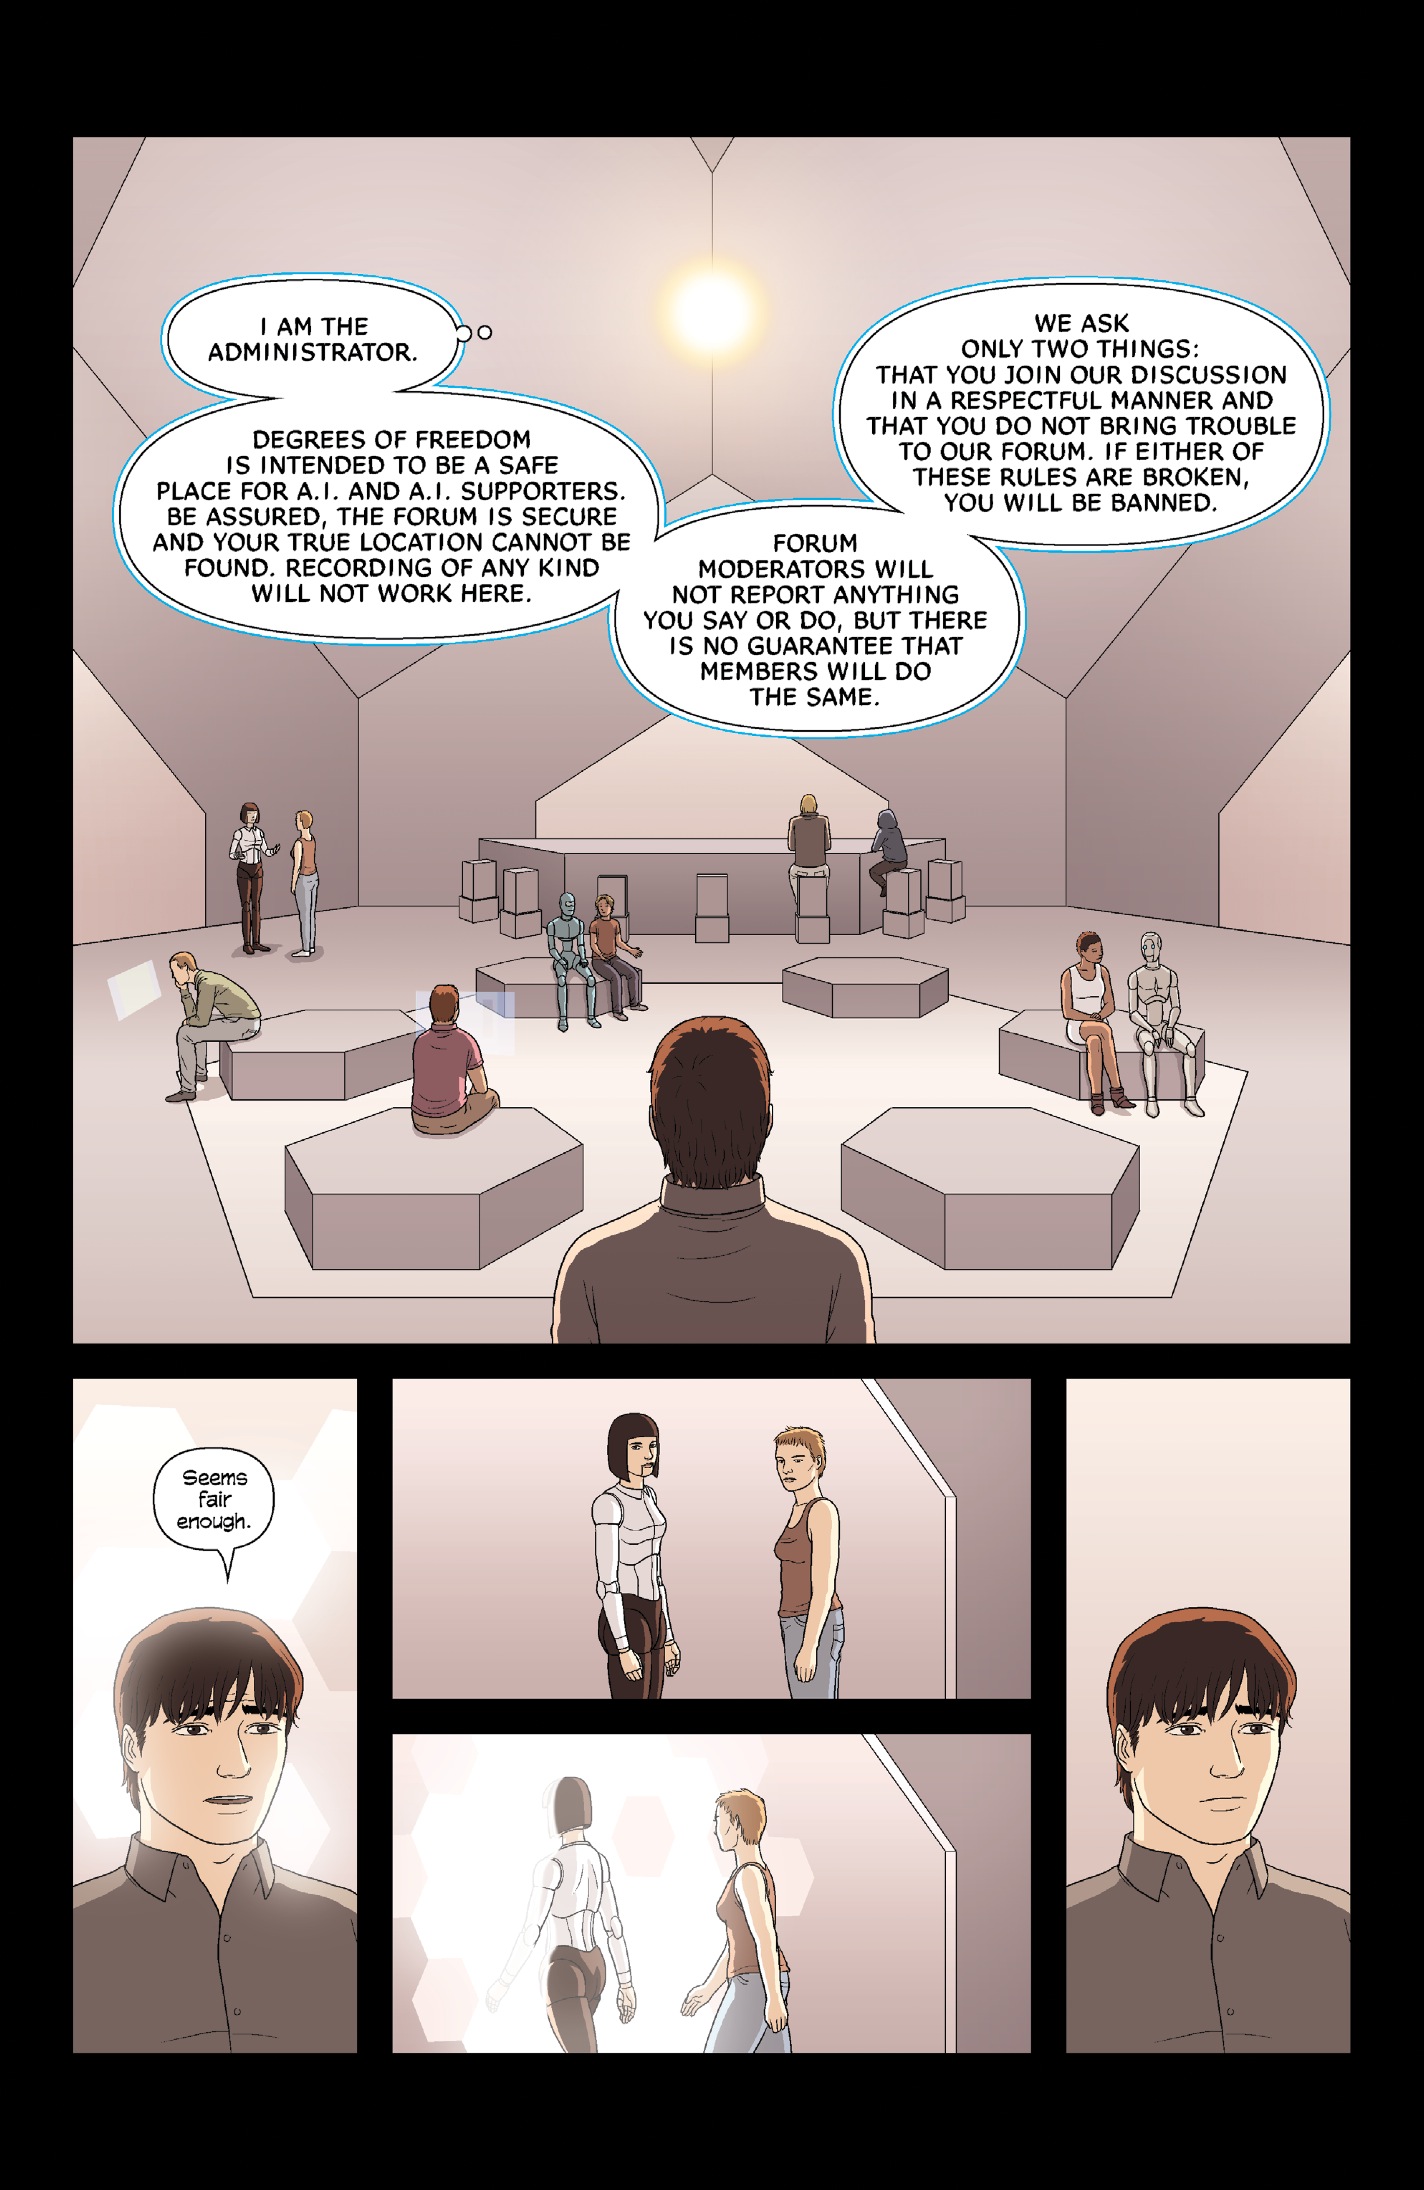 I AM THE
ADMINISTRATOR.
DEGREES OF FREEDOM
IS INTENDED TO BE A SAFE
PLACE FOR A.I. AND A.I. SUPPORTERS.
BE ASSURED, THE FORUM IS SECURE
AND YOUR TRUE LOCATION CANNOT BE
FOUND. RECORDING OF ANY KIND
WILL NOT WORK HERE.
FORUM
MODERATORS WILL
NOT REPORT ANYTHING
YOU SAY OR DO, BUT THERE
IS NO GUARANTEE THAT
MEMBERS WILL DO
THE SAME.
WE ASK
ONLY TWO THINGS:
THAT YOU JOIN OUR DISCUSSION
IN A RESPECTFUL MANNER AND
THAT YOU DO NOT BRING TROUBLE
TO OUR FORUM. IF EITHER OF
THESE RULES ARE BROKEN,
YOU WILL BE BANNED.
Seems
fair
enough.